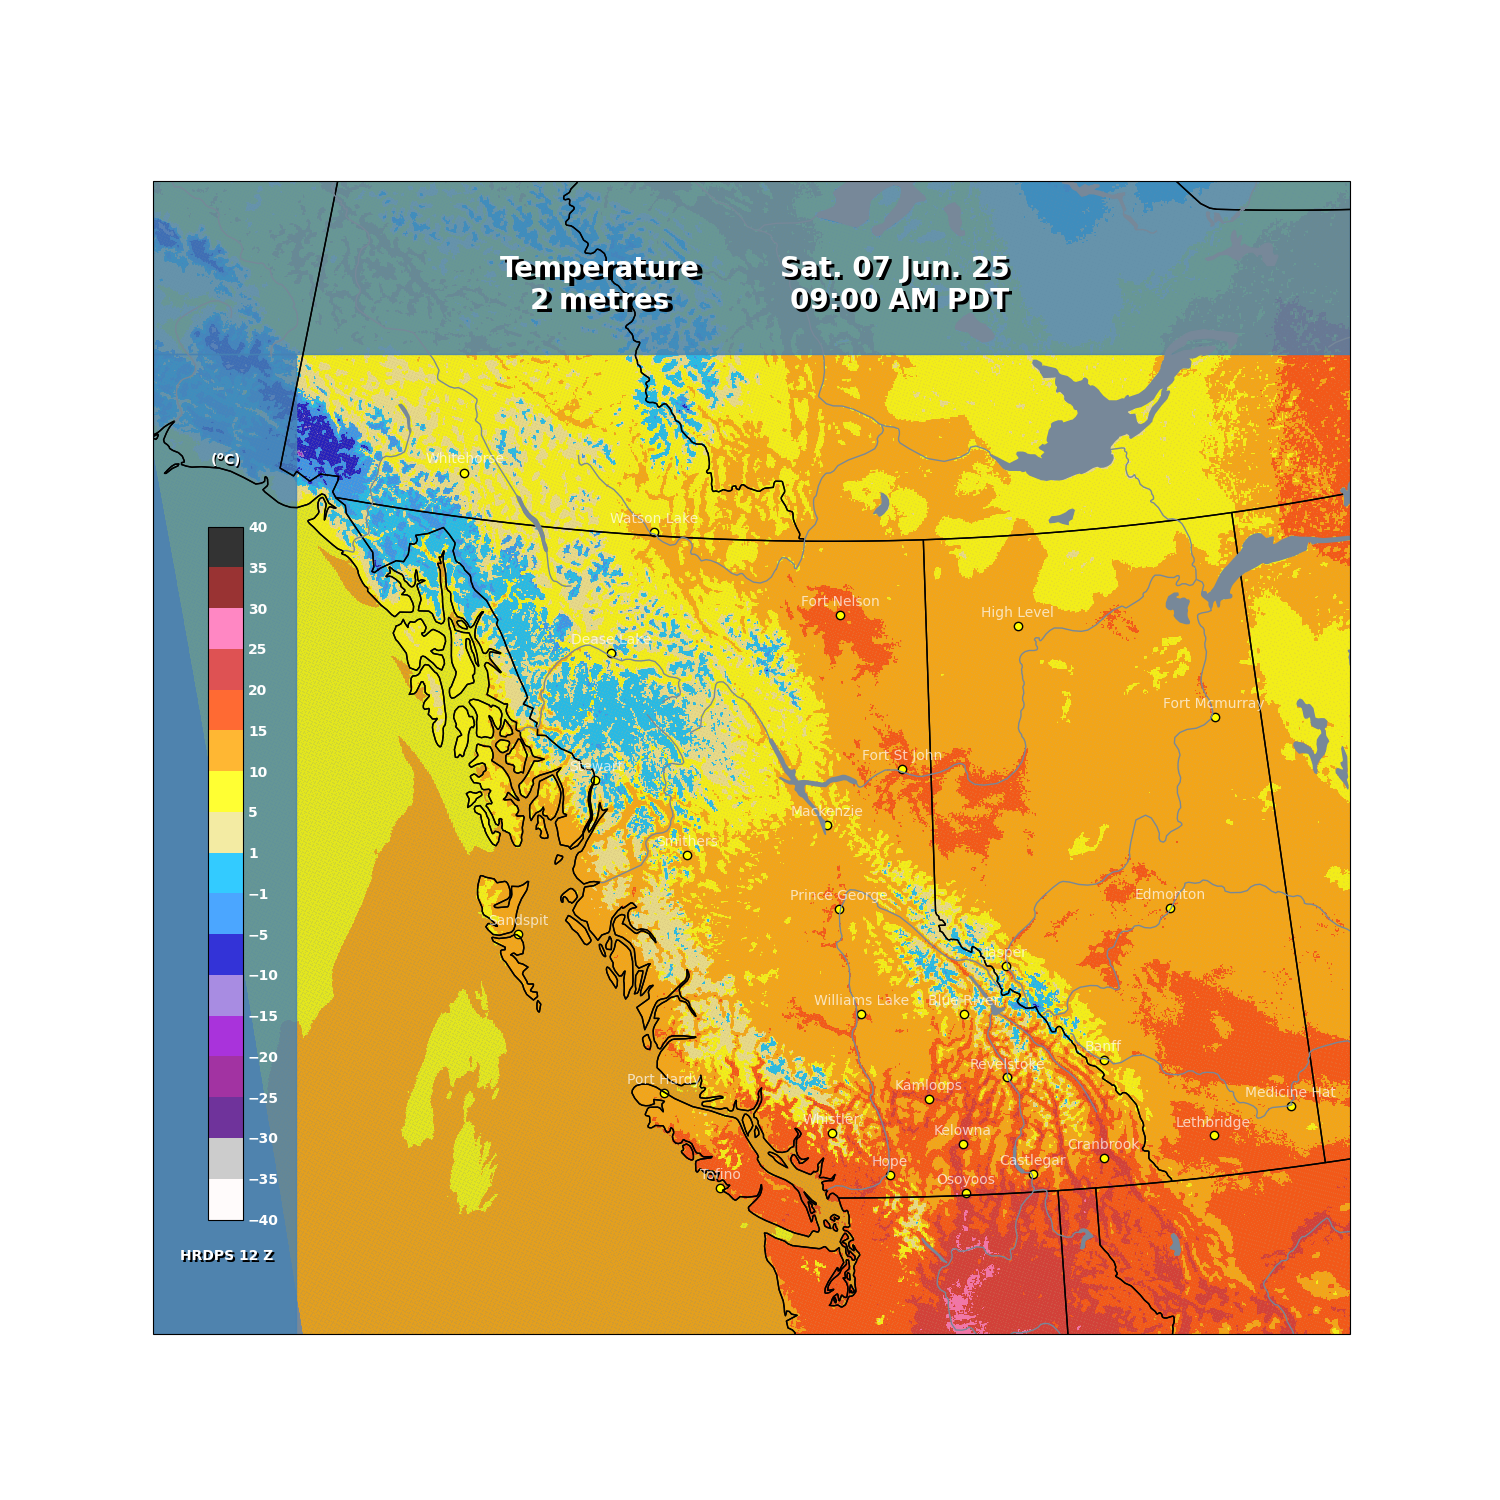 Temperature
2 metres
Sat. 07 Jun. 25
09:00 AM PDT
(°C)
40
35
30
25
20
15
10
5
1
−1
−5
−10
−15
−20
−25
−30
−35
−40
HRDPS 12 Z
Whitehorse
Watson Lake
Fort Nelson
High Level
Dease Lake
Fort Mcmurray
Fort St John
Stewart
Mackenzie
Smithers
Prince George
Edmonton
Sandspit
Jasper
Williams Lake
Blue River
Banff
Revelstoke
Port Hardy
Kamloops
Medicine Hat
Whistler
Lethbridge
Kelowna
Cranbrook
Hope
Castlegar
Tofino
Osoyoos